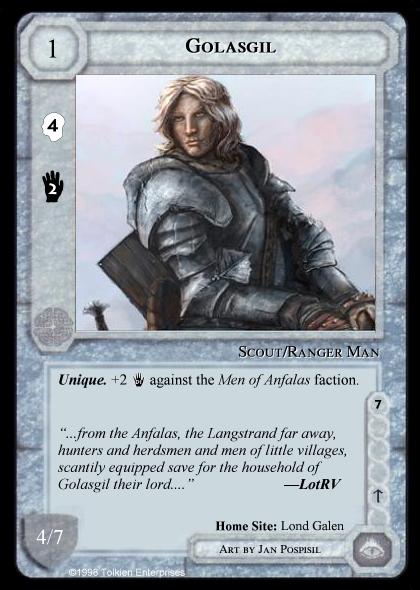 1
GOLASGIL
4
2
SCOUT/RANGER MAN
Unique. +2 against the Men of Anfalas faction.
7
"...from the Anfalas, the Langstrand far away,
hunters and herdsmen and men of little villages,
scantily equipped save for the household of
Golasgil their lord...." —LotRV
Home Site: Lond Galen
4/7
ART BY JAN POSPISIL
©1998 Tolkien Enterprises